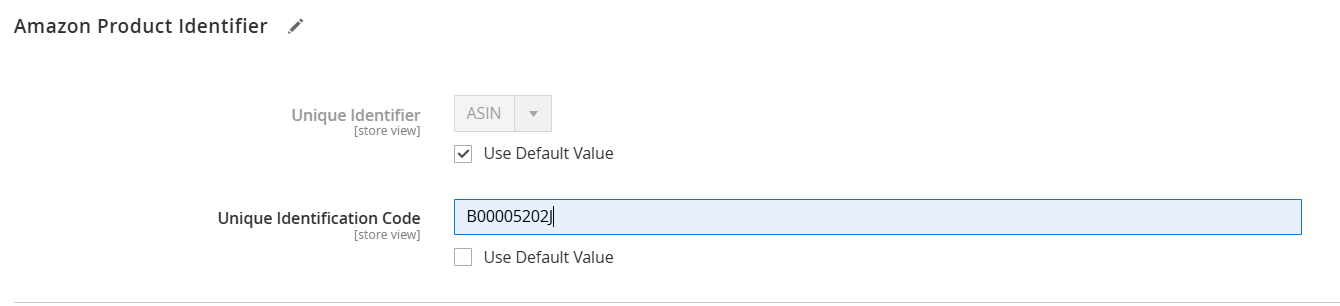 Amazon Product Identifier
Unique Identifier
[store view]
ASIN
Use Default Value
Unique Identification Code
[store view]
B00005202J
Use Default Value